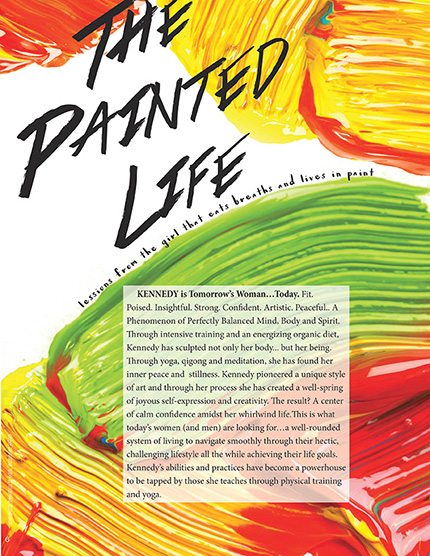 THE
PAINTED
LIFE
lessons from the girl that eats breaths and lives in paint
KENNEDY is Tomorrow's Woman…Today. Fit.
Poised. Insightful. Strong. Confident. Artistic. Peaceful.. A
Phenomenon of Perfectly Balanced Mind, Body and Spirit.
Through intensive training and an energizing organic diet,
Kennedy has sculpted not only her body... but her being.
Through yoga, qigong and meditation, she has found her
inner peace and stillness. Kennedy pioneered a unique style
of art and through her process she has created a well-spring
of joyous self-expression and creativity. The result? A center
of calm confidence amidst her whirlwind life.This is what
today's women (and men) are looking for…a well-rounded
system of living to navigate smoothly through their hectic,
challenging lifestyle all the while achieving their life goals.
Kennedy's abilities and practices have become a powerhouse
to be tapped by those she teaches through physical training
and yoga.